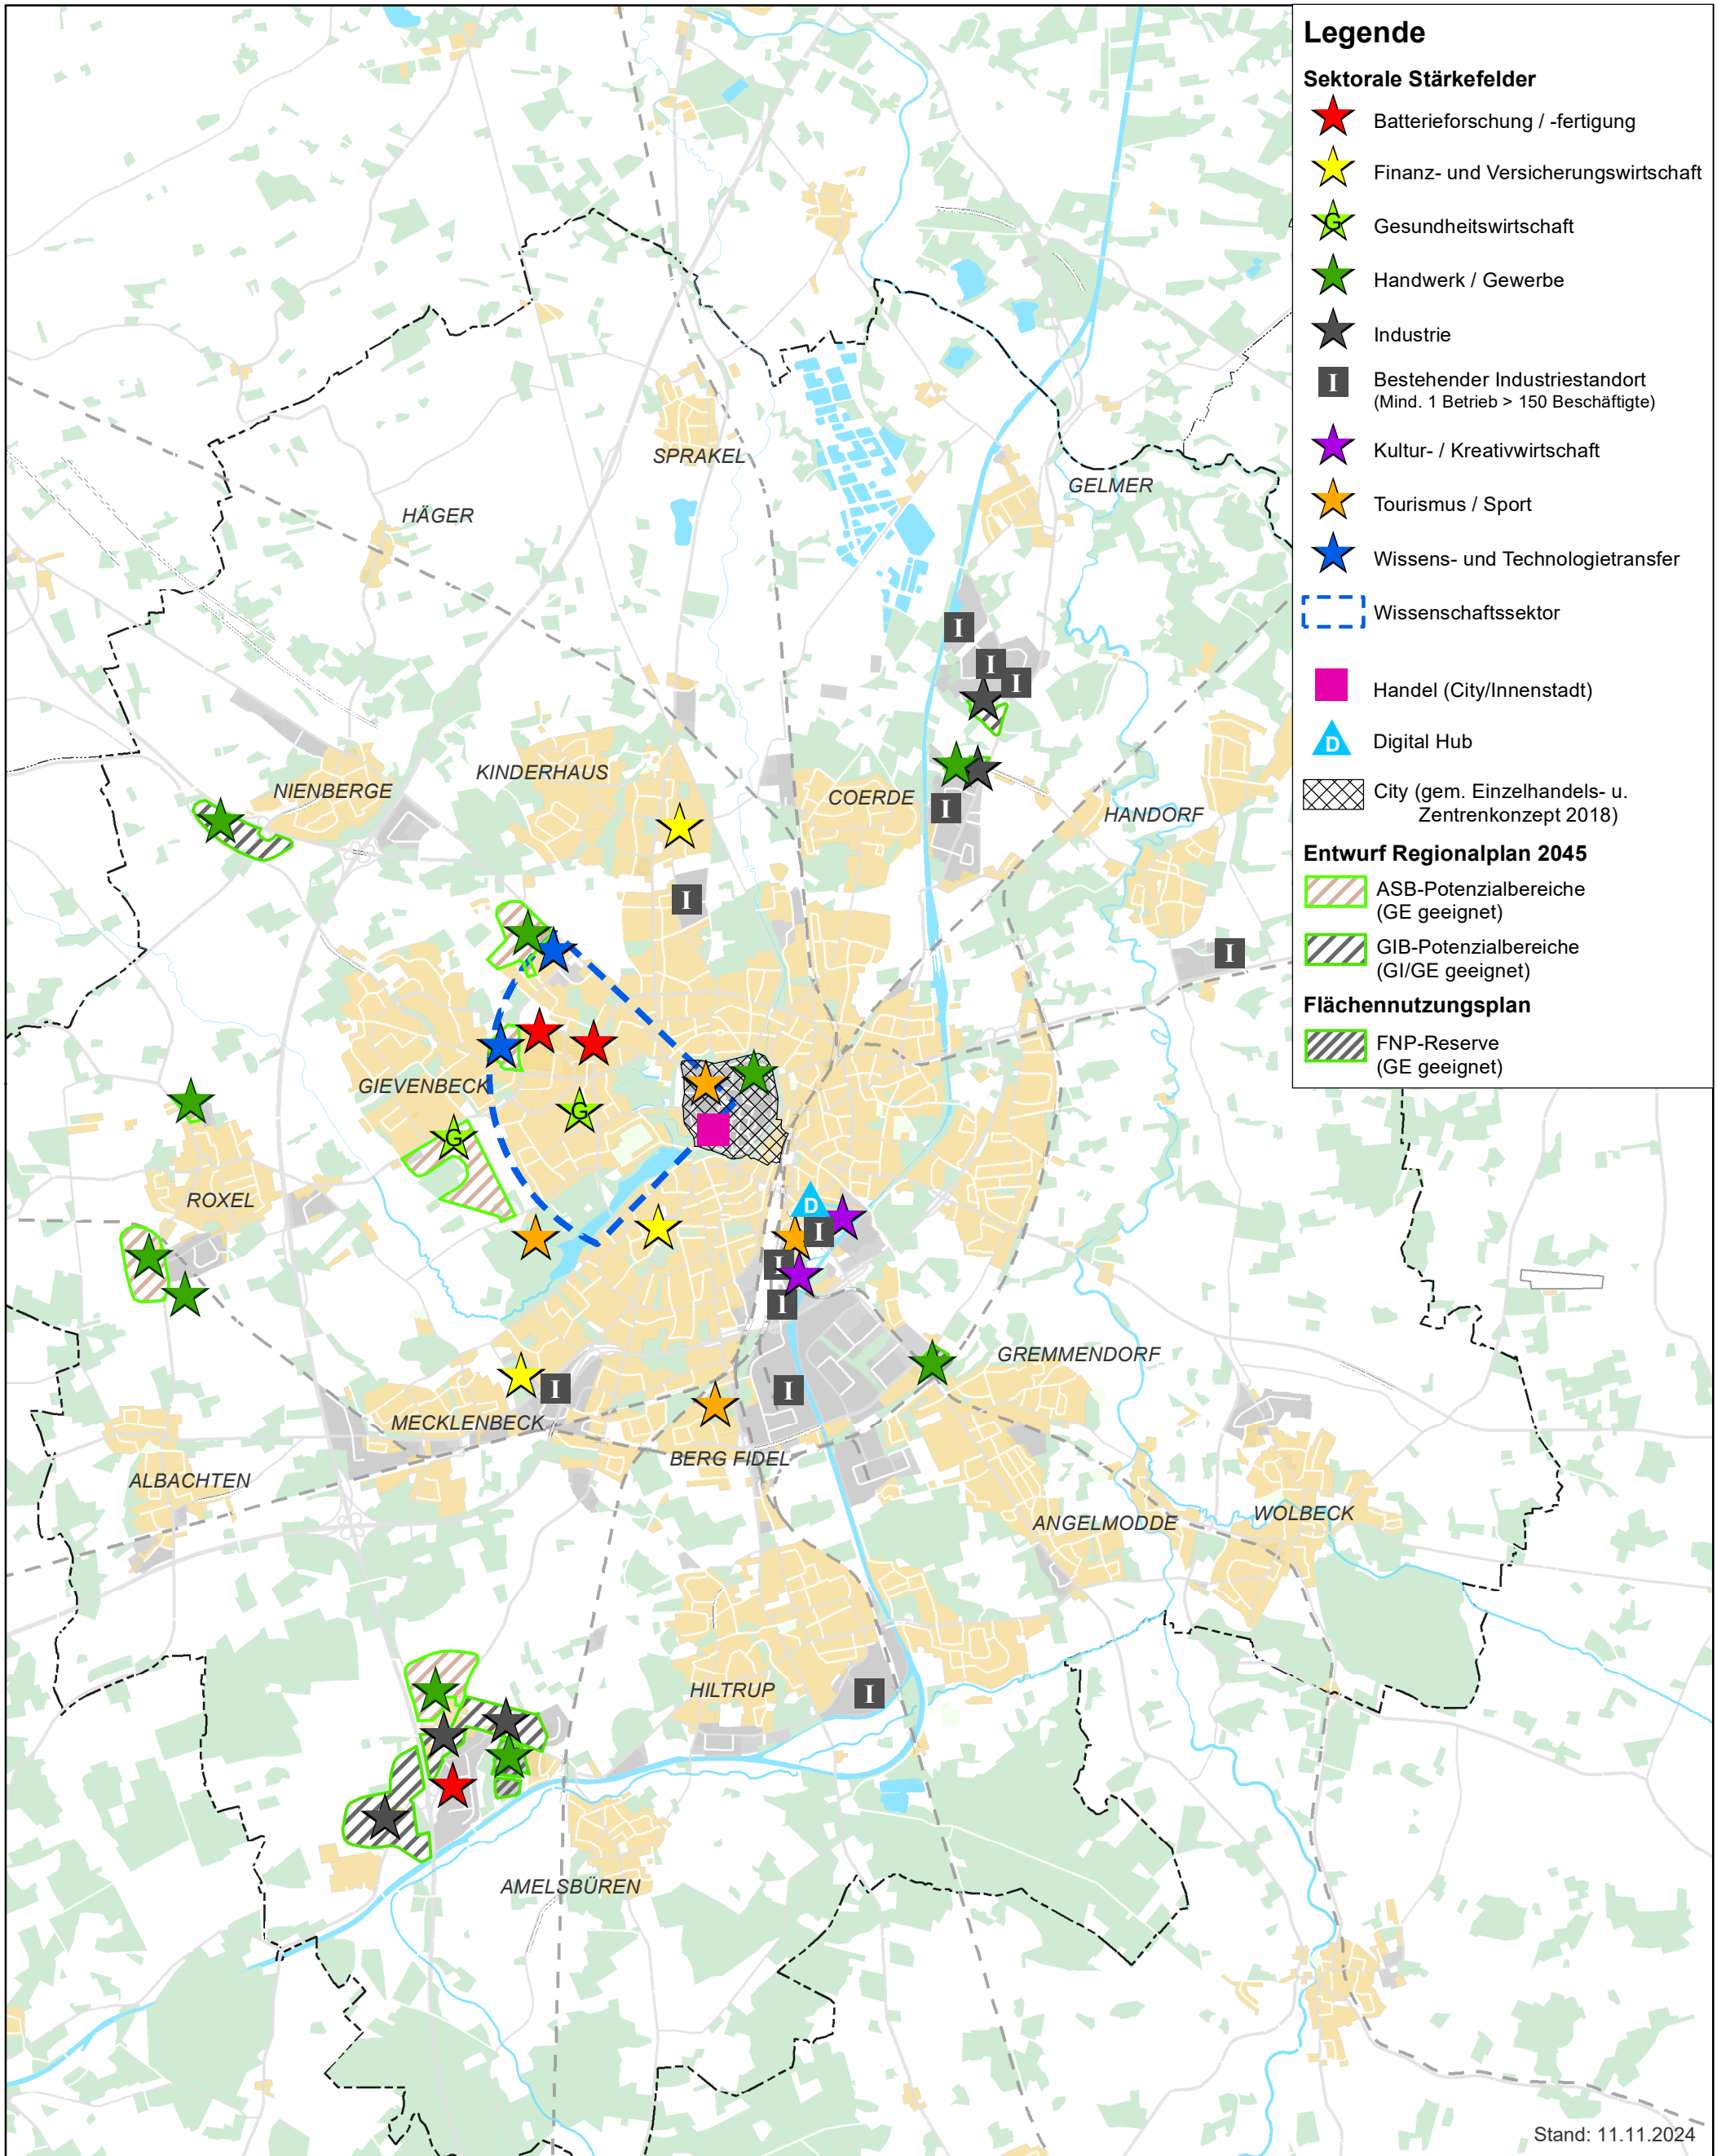 Legende
Sektorale Stärkefelder
Batterieforschung / -fertigung
Finanz- und Versicherungswirtschaft
G
Gesundheitswirtschaft
Handwerk / Gewerbe
Industrie
I
Bestehender Industriestandort
(Mind. 1 Betrieb > 150 Beschäftigte)
Kultur- / Kreativwirtschaft
Tourismus / Sport
Wissens- und Technologietransfer
Wissenschaftssektor
Handel (City/Innenstadt)
D
Digital Hub
City (gem. Einzelhandels- u.
Zentrenkonzept 2018)
Entwurf Regionalplan 2045
ASB-Potenzialbereiche
(GE geeignet)
GIB-Potenzialbereiche
(GI/GE geeignet)
Flächennutzungsplan
FNP-Reserve
(GE geeignet)
SPRAKEL
GELMER
HÄGER
I
I
I
KINDERHAUS
NIENBERGE
COERDE
I
HANDORF
I
I
GIEVENBECK
G
G
ROXEL
D
I
I
I
GREMMENDORF
I
I
MECKLENBECK
BERG FIDEL
ALBACHTEN
WOLBECK
ANGELMODDE
HILTRUP
I
AMELSBÜREN
Stand: 11.11.2024